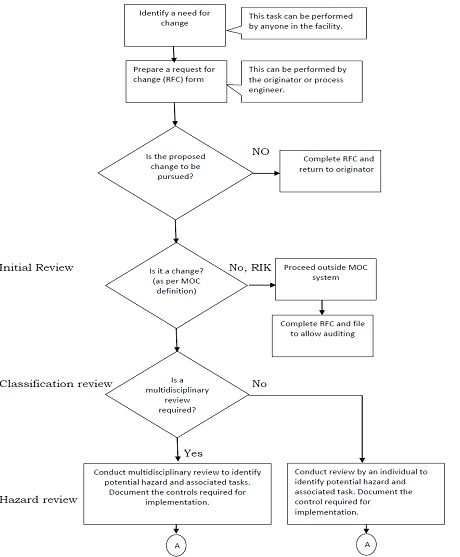 Identify a need for
change
This task can be performed
by anyone in the facility.
Prepare a request for
change (RFC) form
This can be performed by
the originator or process
engineer.
Is the proposed
change to be
pursued?
NO
Complete RFC and
return to originator
Initial Review
Is it a change?
(as per MOC
definition)
No, RIK
Proceed outside MOC
system
Complete RFC and file
to allow auditing
Classification review
Is a
multidisciplinary
review
required?
No
Yes
Hazard review
Conduct multidisciplinary review to identify
potential hazard and associated tasks.
Document the controls required for
implementation.
Conduct review by an individual to
identify potential hazard and
associated task. Document the
control required for
implementation.
A
A